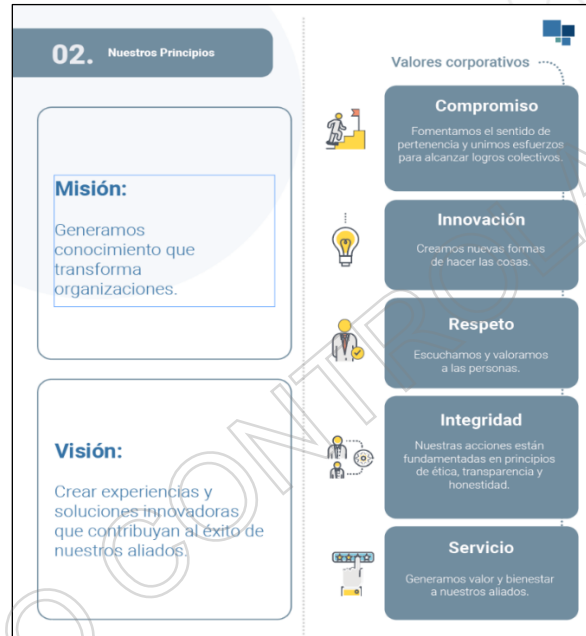 02. Nuestros Principios
Misión:
Generamos
conocimiento que
transforma
organizaciones.
Visión:
Crear experiencias y
soluciones innovadoras
que contribuyan al éxito de
nuestros aliados.
Valores corporativos
Compromiso
Fomentamos el sentido de
pertenencia y unimos esfuerzos
para alcanzar logros colectivos.
Innovación
Creamos nuevas formas
de hacer las cosas.
Respeto
Escuchamos y valoramos
a las personas.
Integridad
Nuestras acciones están
fundamentadas en principios
de ética, transparencia y
honestidad.
Servicio
Generamos valor y bienestar
a nuestros aliados.
O CONTROLA